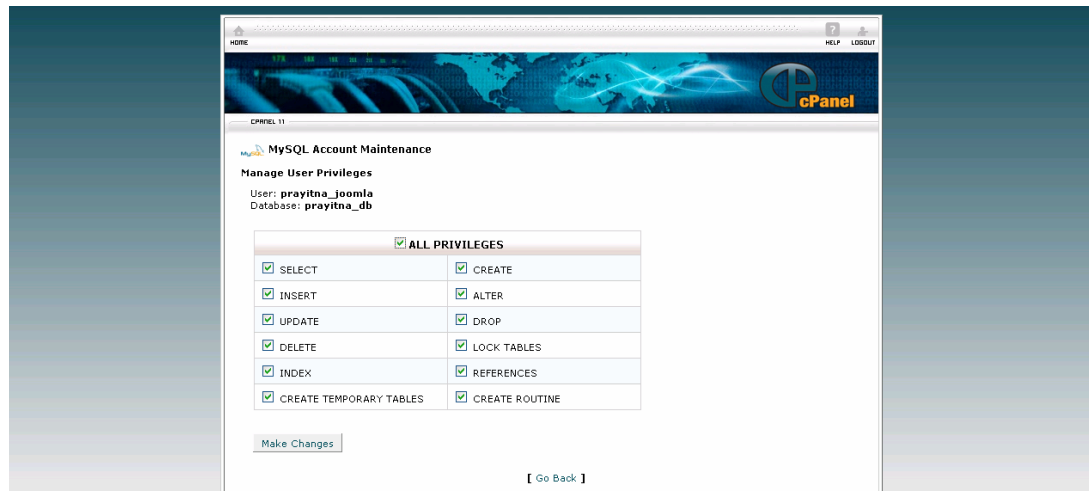 HOME
HELP LOGOUT
cPanel
CPANEL 11
MySQL MySQL Account Maintenance
Manage User Privileges
User: prayitna_joomla
Database: prayitna_db
ALL PRIVILEGES
SELECT CREATE
INSERT ALTER
UPDATE DROP
DELETE LOCK TABLES
INDEX REFERENCES
CREATE TEMPORARY TABLES CREATE ROUTINE
Make Changes
[ Go Back ]